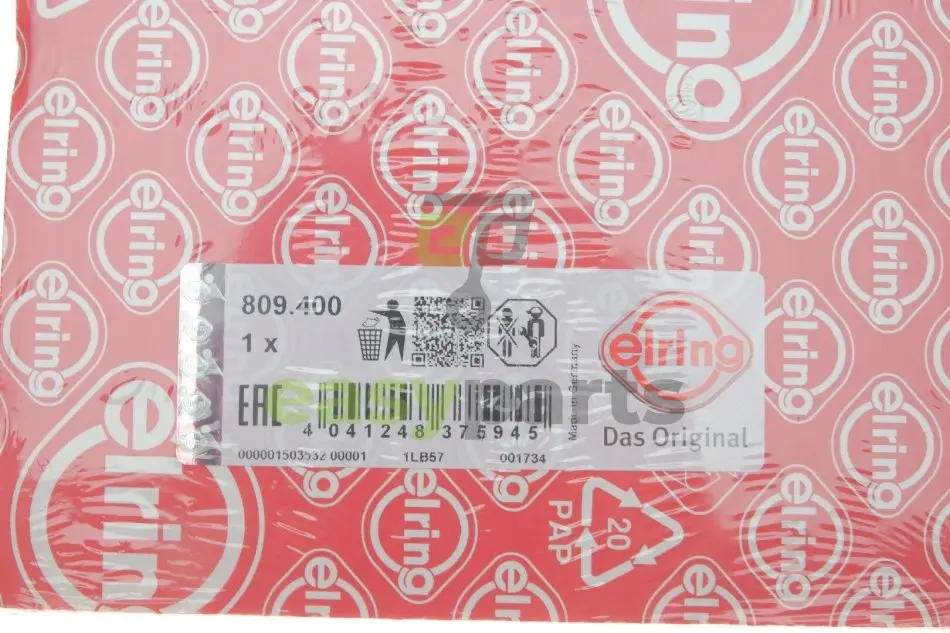 809.400
1 x
EAC
4 041248 375945
000001503532 00001 1LB57 001734
Made in Germany
elring
Das Original
easyparts
20
PAP